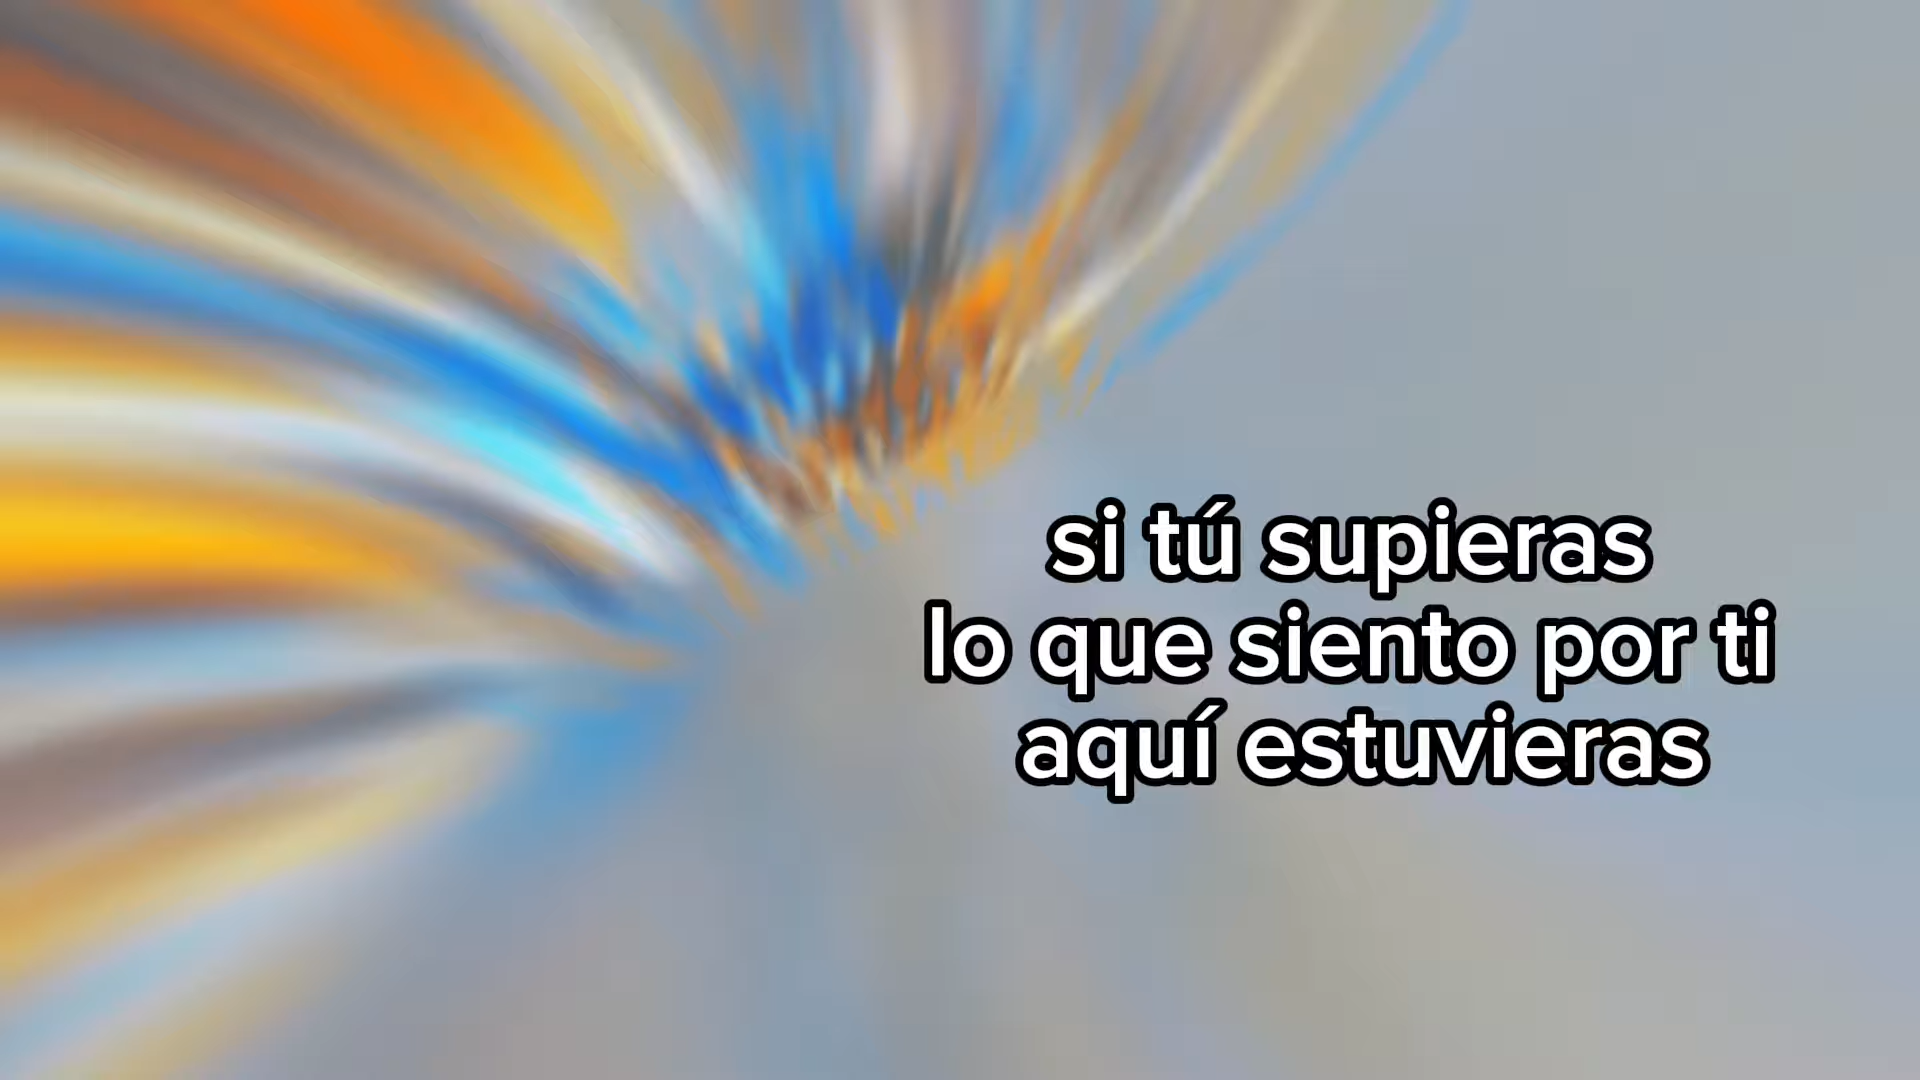 si tú supieras
lo que siento por ti
aquí estuvieras